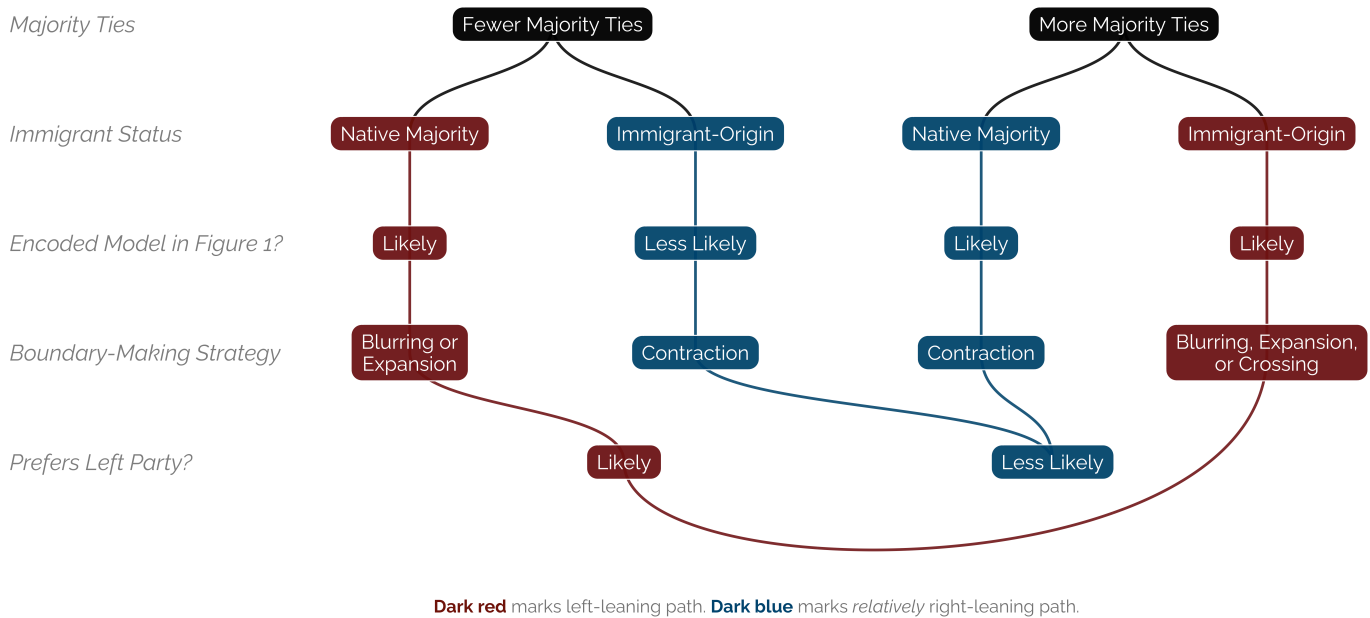 Majority Ties
Fewer Majority Ties
More Majority Ties
Immigrant Status
Native Majority
Immigrant-Origin
Native Majority
Immigrant-Origin
Encoded Model in Figure 1?
Likely
Less Likely
Likely
Likely
Boundary-Making Strategy
Blurring or
Expansion
Contraction
Contraction
Blurring, Expansion,
or Crossing
Prefers Left Party?
Likely
Less Likely
Dark red marks left-leaning path. Dark blue marks relatively right-leaning path.